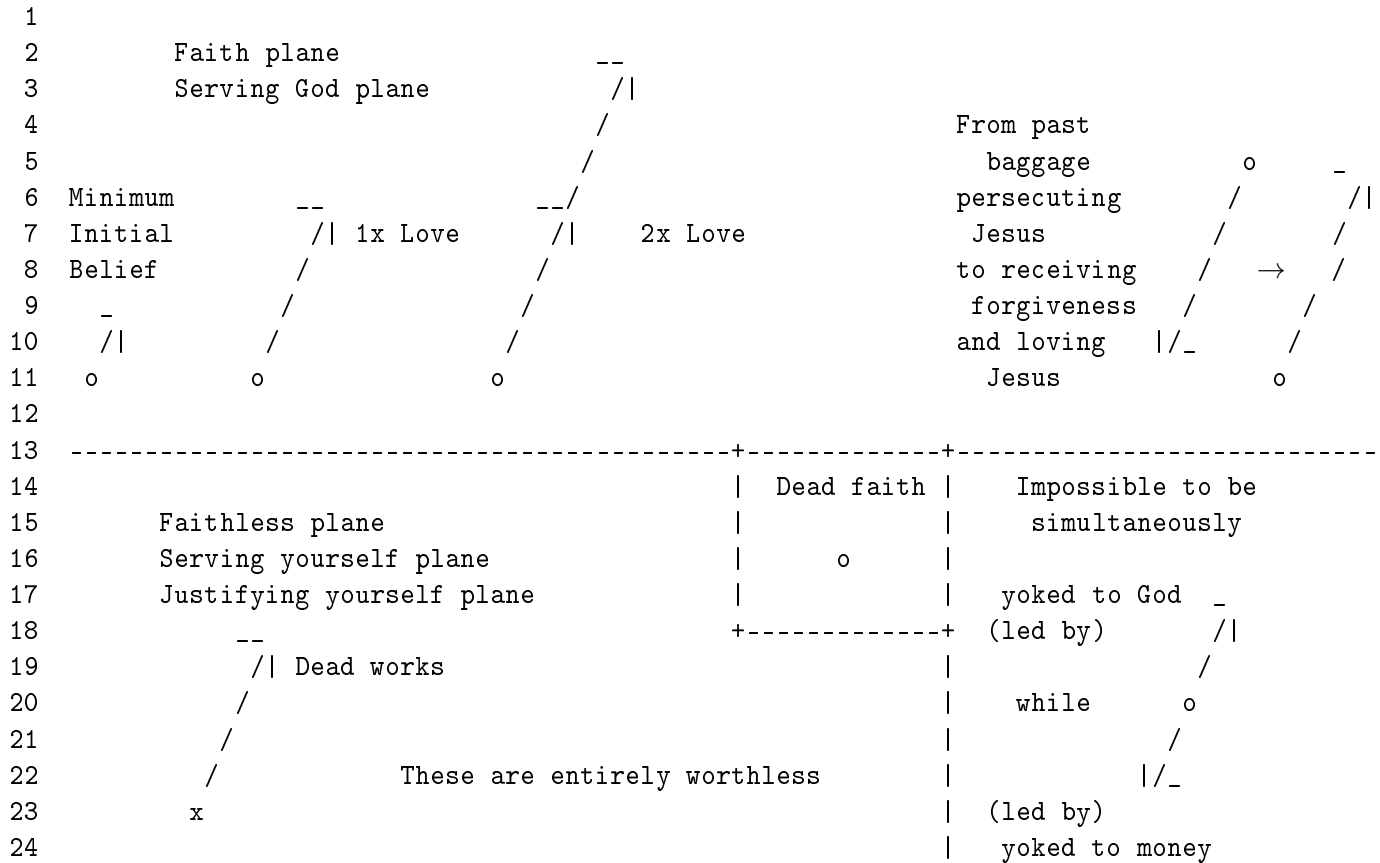 1
2         Faith plane                 __
3         Serving God plane            /|
4                                     /                       From past
5                                    /                          baggage          o     _
6  Minimum        __              __/                         persecuting       /       /|
7  Initial         /| 1x Love      /|    2x Love               Jesus           /       /
8  Belief         /               /                           to receiving    /   →   /
9    _           /               /                             forgiveness   /       /
10   /|         /               /                             and loving   |/_      /
11  o          o               o                                Jesus              o
12
13 --------------------------------------------+-------------+----------------------------
14                                             |  Dead faith |    Impossible to be
15       Faithless plane                       |             |     simultaneously
16       Serving yourself plane                |      o      |
17       Justifying yourself plane             |             |   yoked to God  _
18            __                               +-------------+  (led by)       /|
19             /| Dead works                                 |                /
20            /                                              |    while      o
21           /                                               |              /
22          /            These are entirely worthless        |            |/_
23         x                                                 |  (led by)
24                                                           |   yoked to money